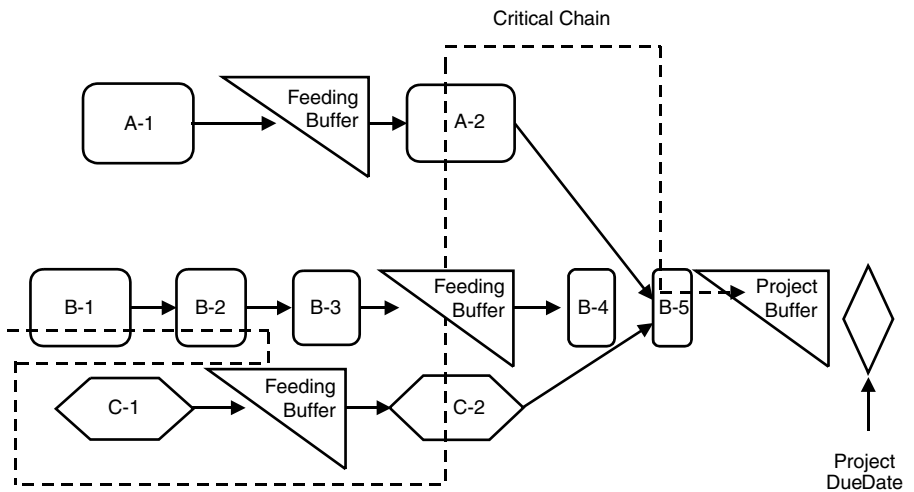 Critical Chain
A-1
Feeding
Buffer
A-2
B-1
B-2
B-3
Feeding
Buffer
B-4
B-5
Project
Buffer
C-1
Feeding
Buffer
C-2
Project
DueDate